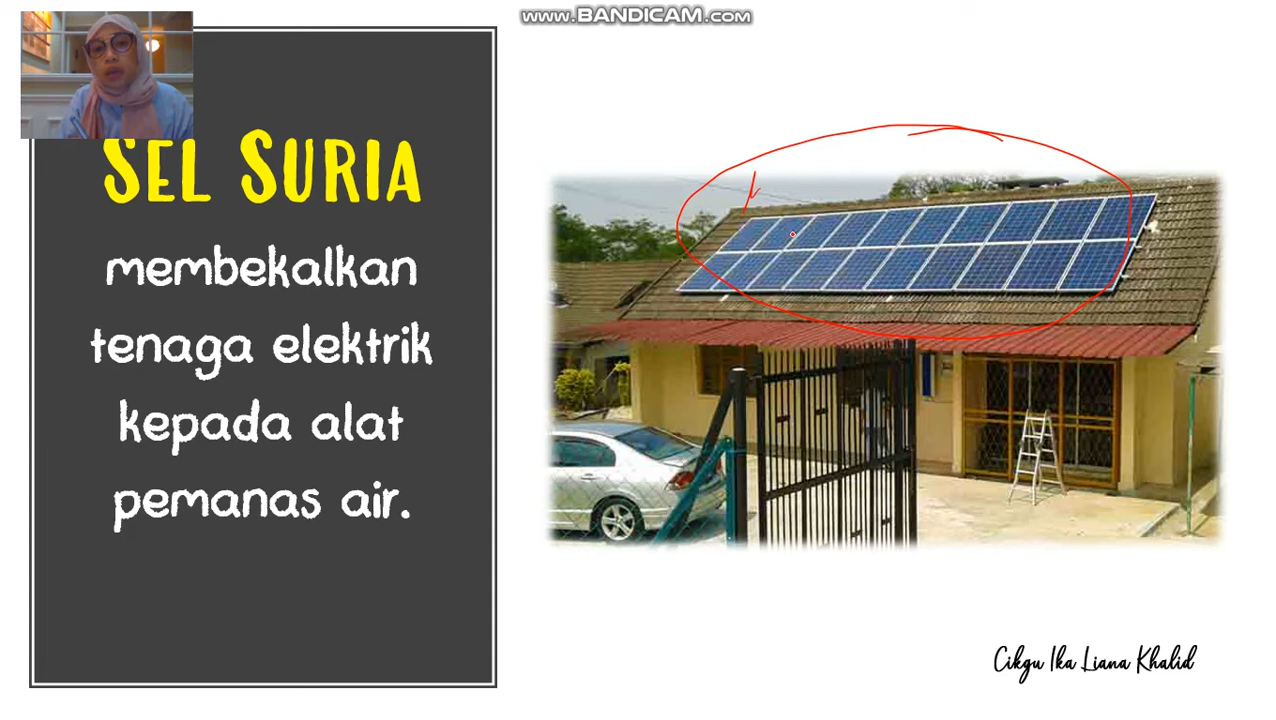 www.BANDICAM.com
SEL SURIA
membekalkan
tenaga elektrik
kepada alat
pemanas air.
Cikgu Ika Liana Khalid